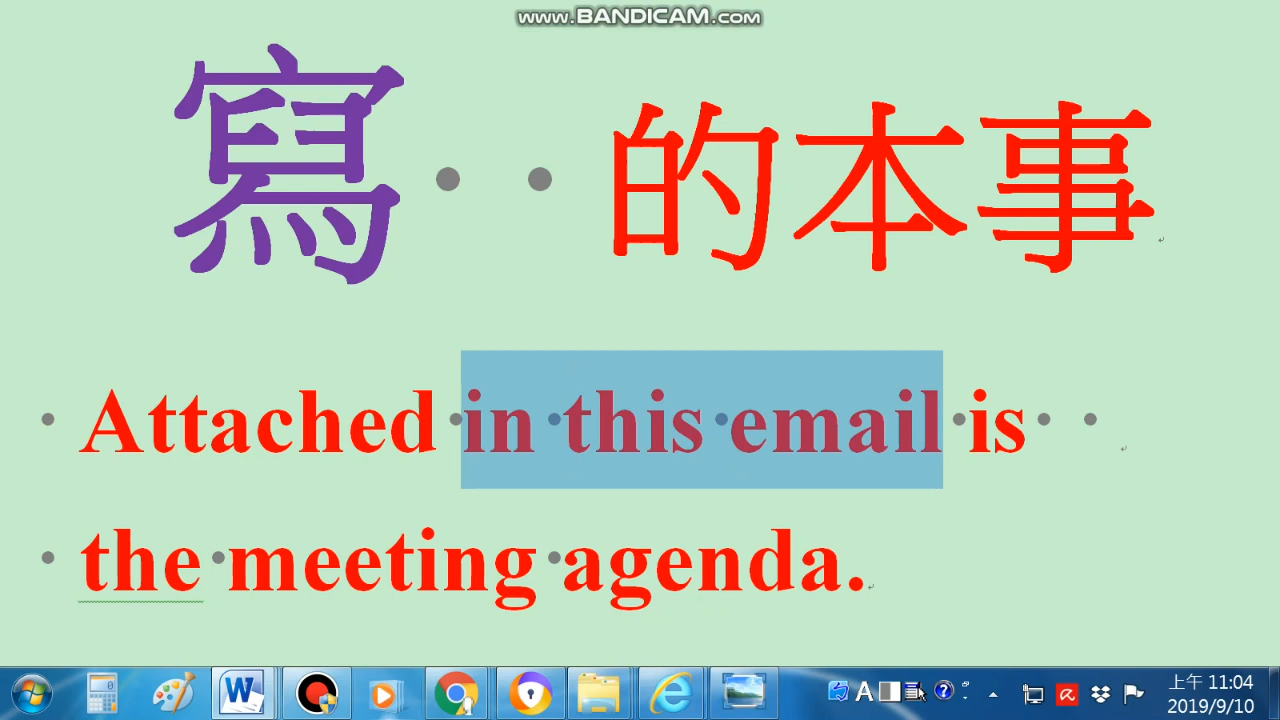 www.BANDICAM.com
寫 的本事
Attached in this email is
the meeting agenda.
上午 11:04
2019/9/10